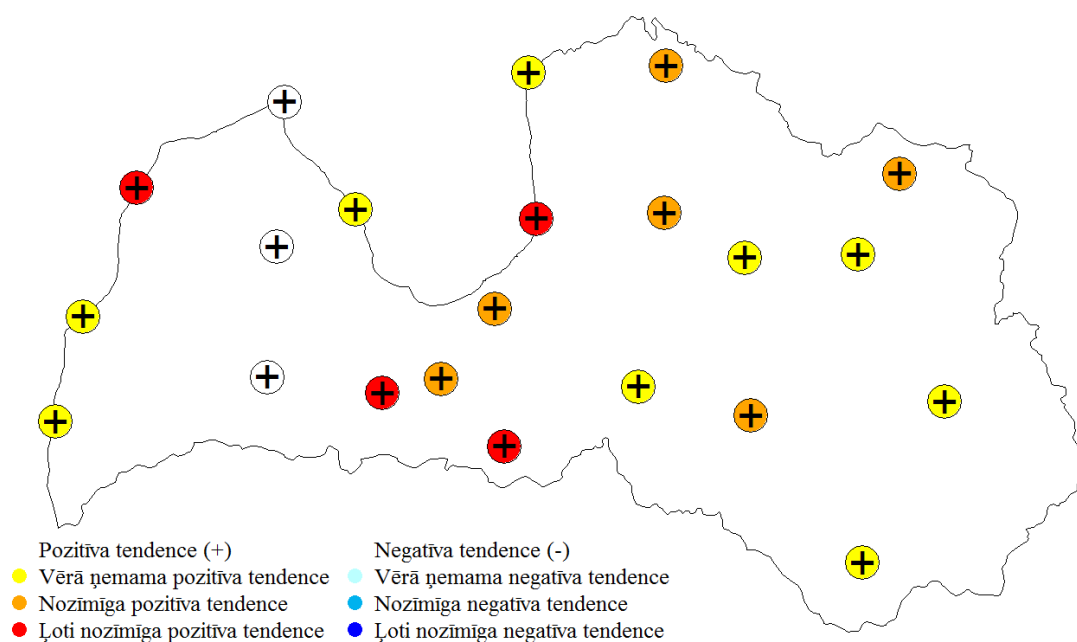 Pozitīva tendence (+)
Vērā ņemama pozitīva tendence
Nozīmīga pozitīva tendence
Ļoti nozīmīga pozitīva tendence
Negatīva tendence (-)
Vērā ņemama negatīva tendence
Nozīmīga negatīva tendence
Ļoti nozīmīga negatīva tendence